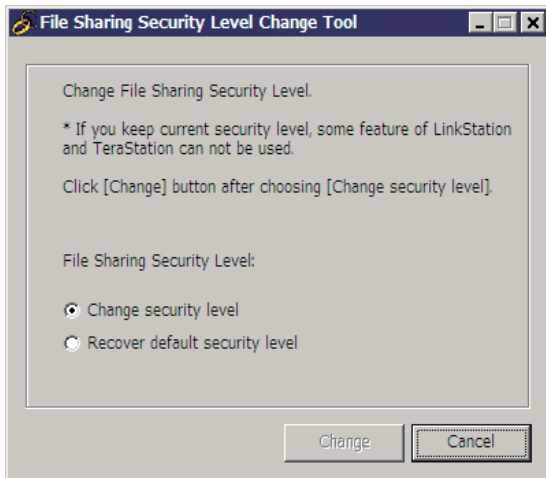 File Sharing Security Level Change Tool
Change File Sharing Security Level.
* If you keep current security level, some feature of LinkStation
and TeraStation can not be used.
Click [Change] button after choosing [Change security level].
File Sharing Security Level:
Change security level
Recover default security level
Change
Cancel